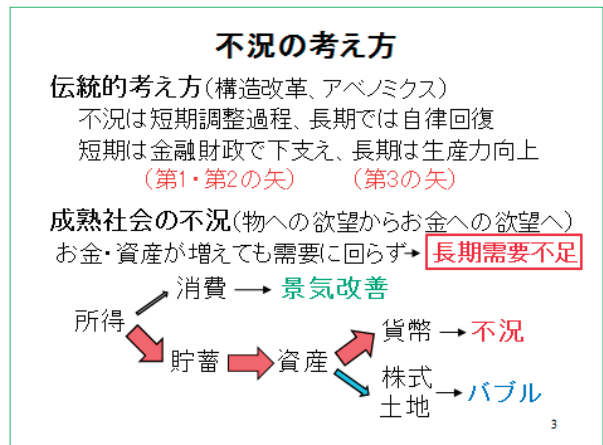 不況の考え方
伝統的考え方(構造改革、アベノミクス)
不況は短期調整過程、長期では自律回復
短期は金融財政で下支え、長期は生産力向上
(第1・第2の矢) (第3の矢)
成熟社会の不況(物への欲望からお金への欲望へ)
お金・資産が増えても需要に回らず→ 長期需要不足
消費 → 景気改善
所得
貨幣 → 不況
貯蓄 資産
株式
土地 → バブル
3